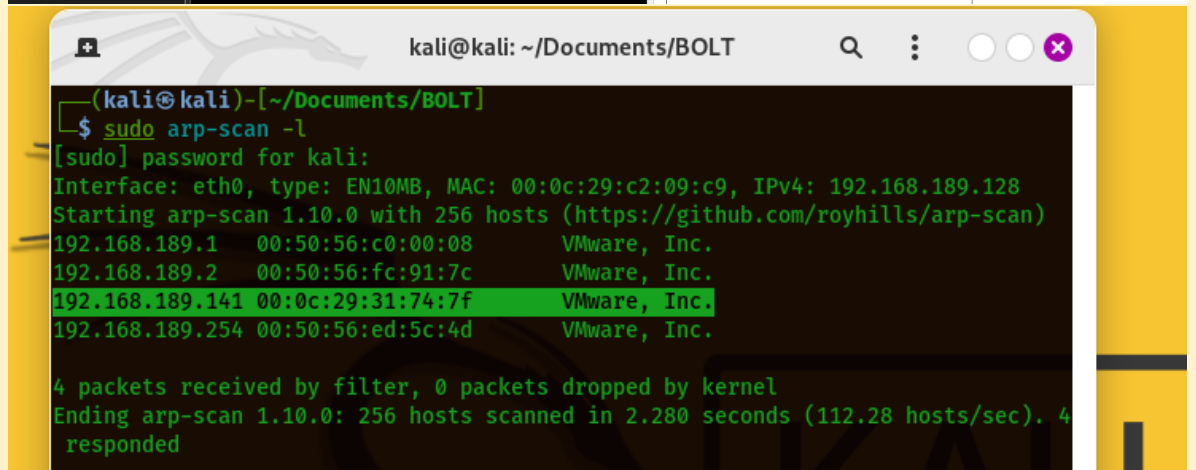 kali@kali: ~/Documents/BOLT
(kali㉿kali)-[~/Documents/BOLT]
$ sudo arp-scan -l
[sudo] password for kali:
Interface: eth0, type: EN10MB, MAC: 00:0c:29:c2:09:c9, IPv4: 192.168.189.128
Starting arp-scan 1.10.0 with 256 hosts (https://github.com/royhills/arp-scan)
192.168.189.1 00:50:56:c0:00:08 VMware, Inc.
192.168.189.2 00:50:56:fc:91:7c VMware, Inc.
192.168.189.141 00:0c:29:31:74:7f VMware, Inc.
192.168.189.254 00:50:56:ed:5c:4d VMware, Inc.
4 packets received by filter, 0 packets dropped by kernel
Ending arp-scan 1.10.0: 256 hosts scanned in 2.280 seconds (112.28 hosts/sec). 4
responded